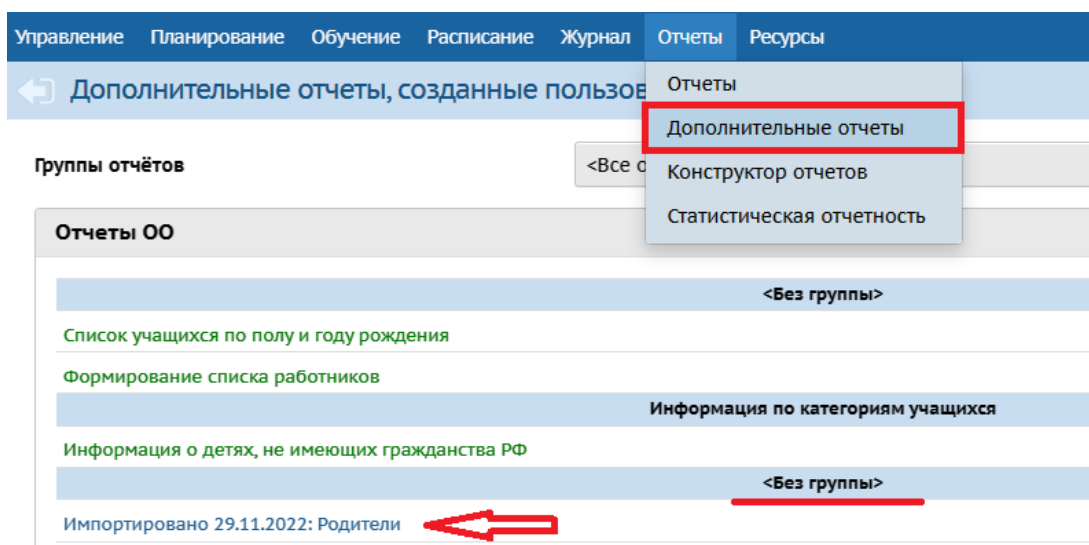 Управление Планирование Обучение Расписание Журнал Отчеты Ресурсы
Дополнительные отчеты, созданные
Отчеты
Дополнительные отчеты
Конструктор отчетов
Статистическая отчетность
Группы отчётов
<Все
Отчеты ОО
<Без группы>
Список учащихся по полу и году рождения
Формирование списка работников
Информация по категориям учащихся
Информация о детях, не имеющих гражданства РФ
<Без группы>
Импортировано 29.11.2022: Родители